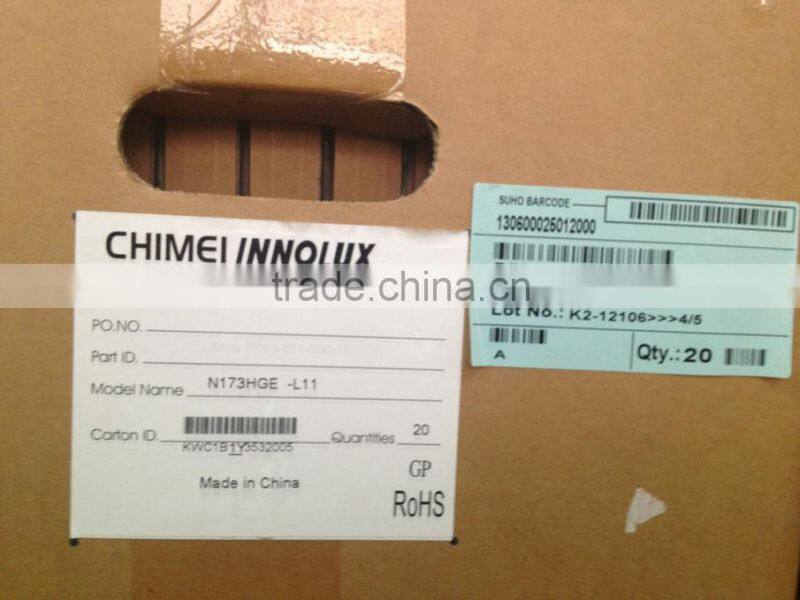 CHIMEI INNOLUX
PO.NO.
Part ID.
Model Name N173HGE -L11
Carton ID. KWC1B1Y3532005 Quantities 20
Made in China
GP
RoHS
SUHO BARCODE
130600025012000
Lot No.: K2-12106>>>4/5
A
Qty.: 20
trade.china.cn